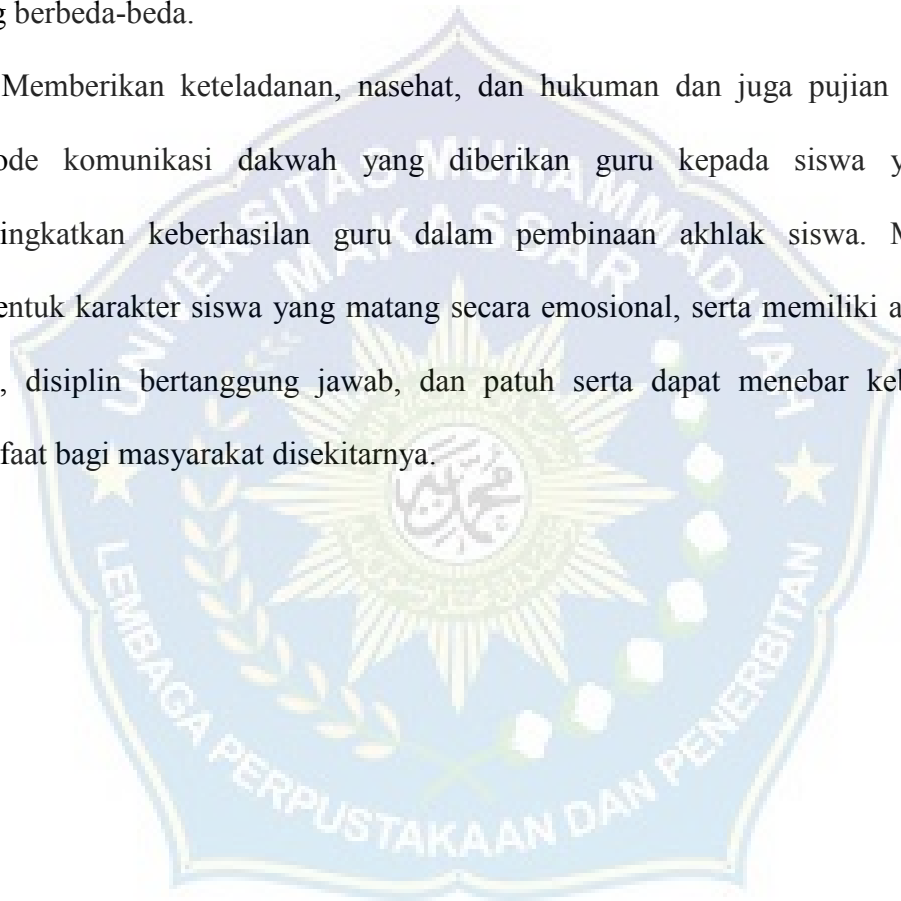 g berbeda-beda.
Memberikan keteladanan, nasehat, dan hukuman dan juga pujian
ode komunikasi dakwah yang diberikan guru kepada siswa y
ingkatkan keberhasilan guru dalam pembinaan akhlak siswa. M
entuk karakter siswa yang matang secara emosional, serta memiliki a
, disiplin bertanggung jawab, dan patuh serta dapat menebar keb
faat bagi masyarakat disekitarnya.
UNIVERSITAS MUHAMMADIYAH
MAKASSAR
LEMBAGA PERPUSTAKAAN DAN PENERBITAN